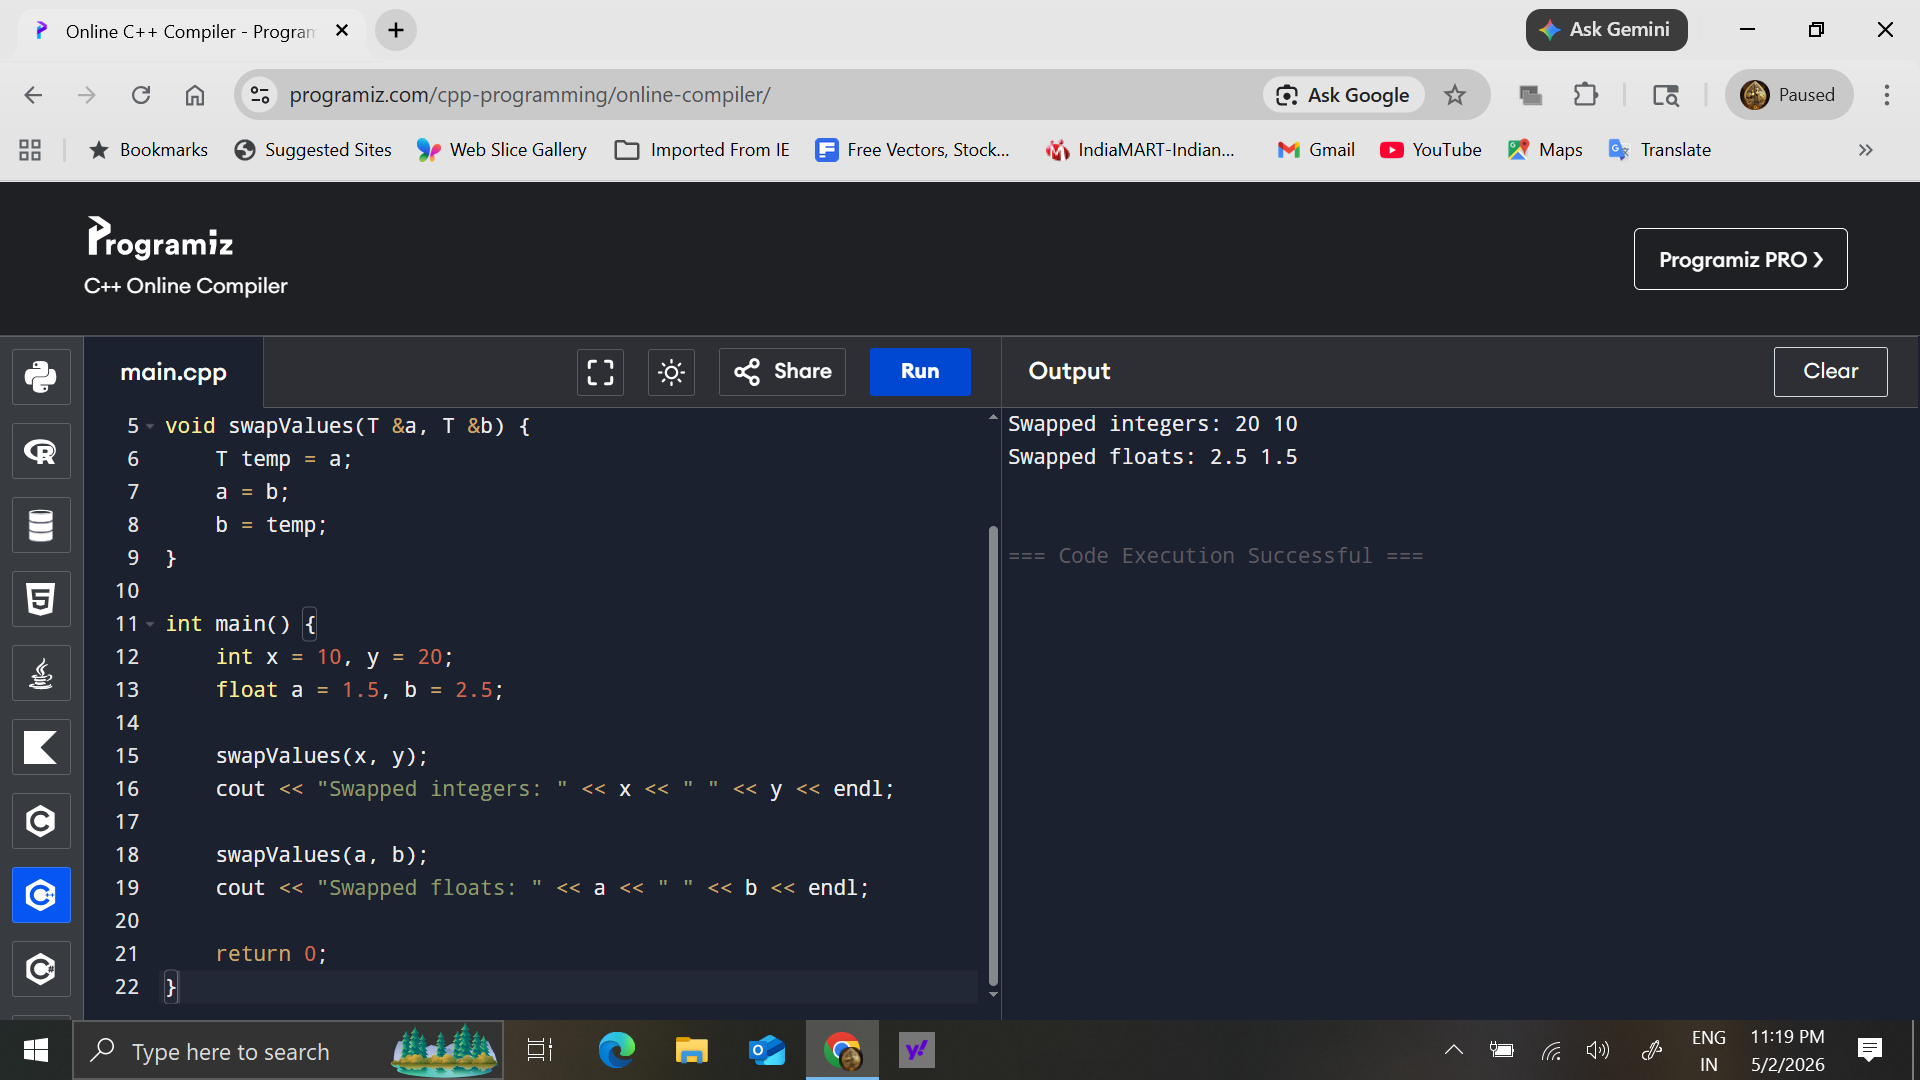 Online C++ Compiler - Program
Ask Gemini
programiz.com/cpp-programming/online-compiler/
Ask Google
Paused
Bookmarks
Suggested Sites
Web Slice Gallery
Imported From IE
Free Vectors, Stock...
IndiaMART-Indian...
Gmail
YouTube
Maps
Translate
Programiz
C++ Online Compiler
Programiz PRO
main.cpp
Share
Run
Output
Clear
5 void swapValues(T &a, T &b) {
6 T temp = a;
7 a = b;
8 b = temp;
9 }
10
11 int main() {
12 int x = 10, y = 20;
13 float a = 1.5, b = 2.5;
14
15 swapValues(x, y);
16 cout << "Swapped integers: " << x << " " << y << endl;
17
18 swapValues(a, b);
19 cout << "Swapped floats: " << a << " " << b << endl;
20
21 return 0;
22 }
Swapped integers: 20 10
Swapped floats: 2.5 1.5
=== Code Execution Successful ===
Type here to search
ENG
IN
11:19 PM
5/2/2026